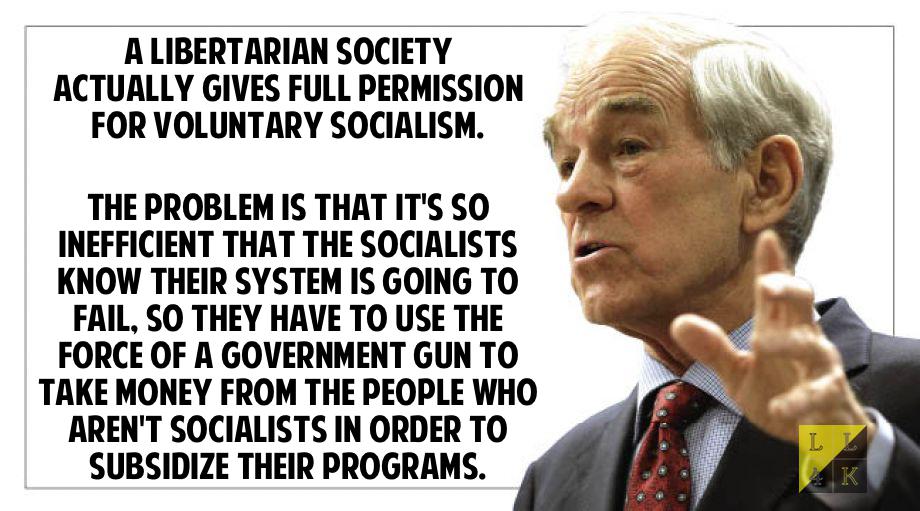 A LIBERTARIAN SOCIETY
ACTUALLY GIVES FULL PERMISSION
FOR VOLUNTARY SOCIALISM.
THE PROBLEM IS THAT IT'S SO
INEFFICIENT THAT THE SOCIALISTS
KNOW THEIR SYSTEM IS GOING TO
FAIL, SO THEY HAVE TO USE THE
FORCE OF A GOVERNMENT GUN TO
TAKE MONEY FROM THE PEOPLE WHO
AREN'T SOCIALISTS IN ORDER TO
SUBSIDIZE THEIR PROGRAMS.
L L
4 K